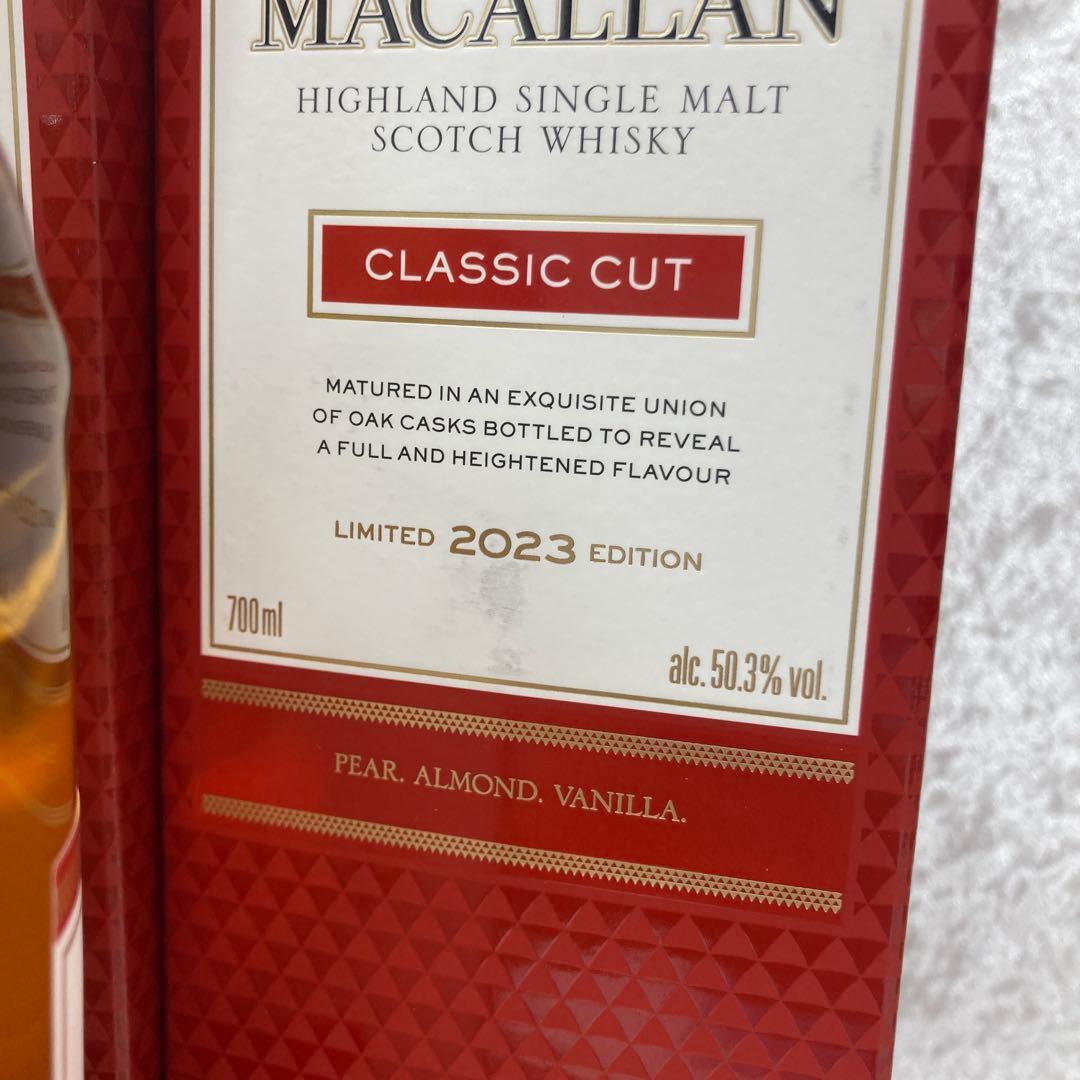 MACALLAN
HIGHLAND SINGLE MALT
SCOTCH WHISKY
CLASSIC CUT
MATURED IN AN EXQUISITE UNION
OF OAK CASKS BOTTLED TO REVEAL
A FULL AND HEIGHTENED FLAVOUR
LIMITED 2023 EDITION
700ml
alc. 50.3% vol.
PEAR. ALMOND. VANILLA.